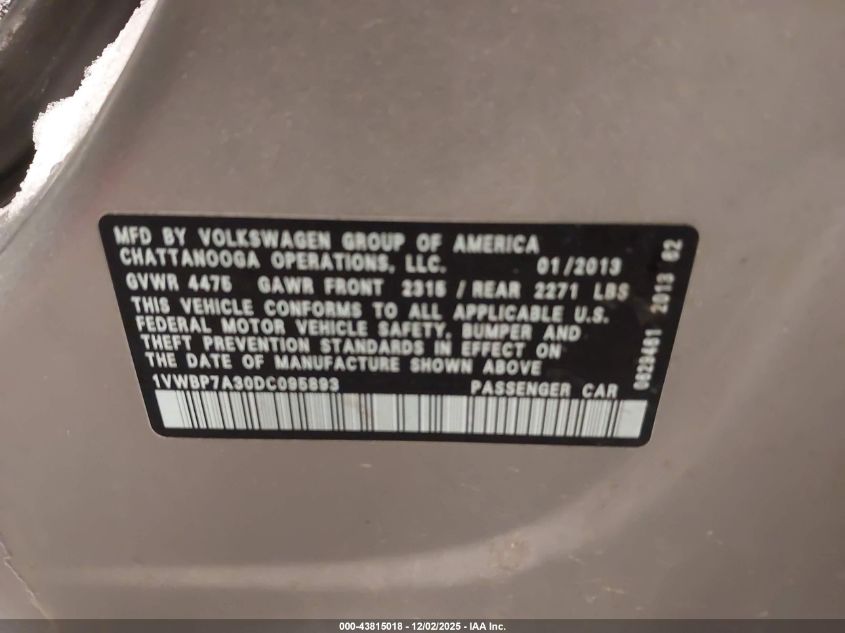 MFD BY VOLKSWAGEN GROUP OF AMERICA
CHATTANOOGA OPERATIONS, LLC. 01/2013
GVWR 4475 GAWR FRONT 2315 / REAR 2271 LBS
THIS VEHICLE CONFORMS TO ALL APPLICABLE U.S.
FEDERAL MOTOR VEHICLE SAFETY, BUMPER AND
THEFT PREVENTION STANDARDS IN EFFECT ON
THE DATE OF MANUFACTURE SHOWN ABOVE
1VWBP7A30DC095893 PASSENGER CAR
2013 02
000-43815018 - 12/02/2025 - IAA Inc.